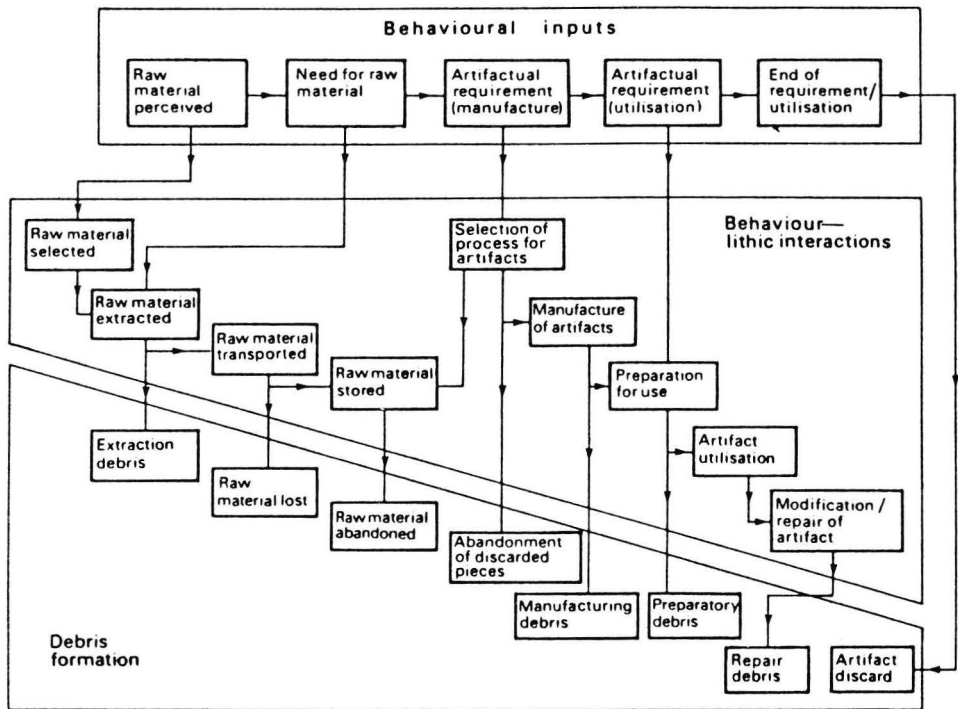 Behavioural inputs
Raw
material
perceived
Need for raw
material
Artifactual
requirement
(manufacture)
Artifactual
requirement
(utilisation)
End of
requirement/
utilisation
Behaviour—
lithic interactions
Raw material
selected
Selection of
process for
artifacts
Raw material
extracted
Manufacture
of artifacts
Raw material
transported
Raw material
stored
Preparation
for use
Extraction
debris
Artifact
utilisation
Raw
material lost
Modification /
repair of
artifact
Raw material
abandoned
Abandonment
of discarded
pieces
Manufacturing
debris
Preparatory
debris
Debris
formation
Repair
debris
Artifact
discard